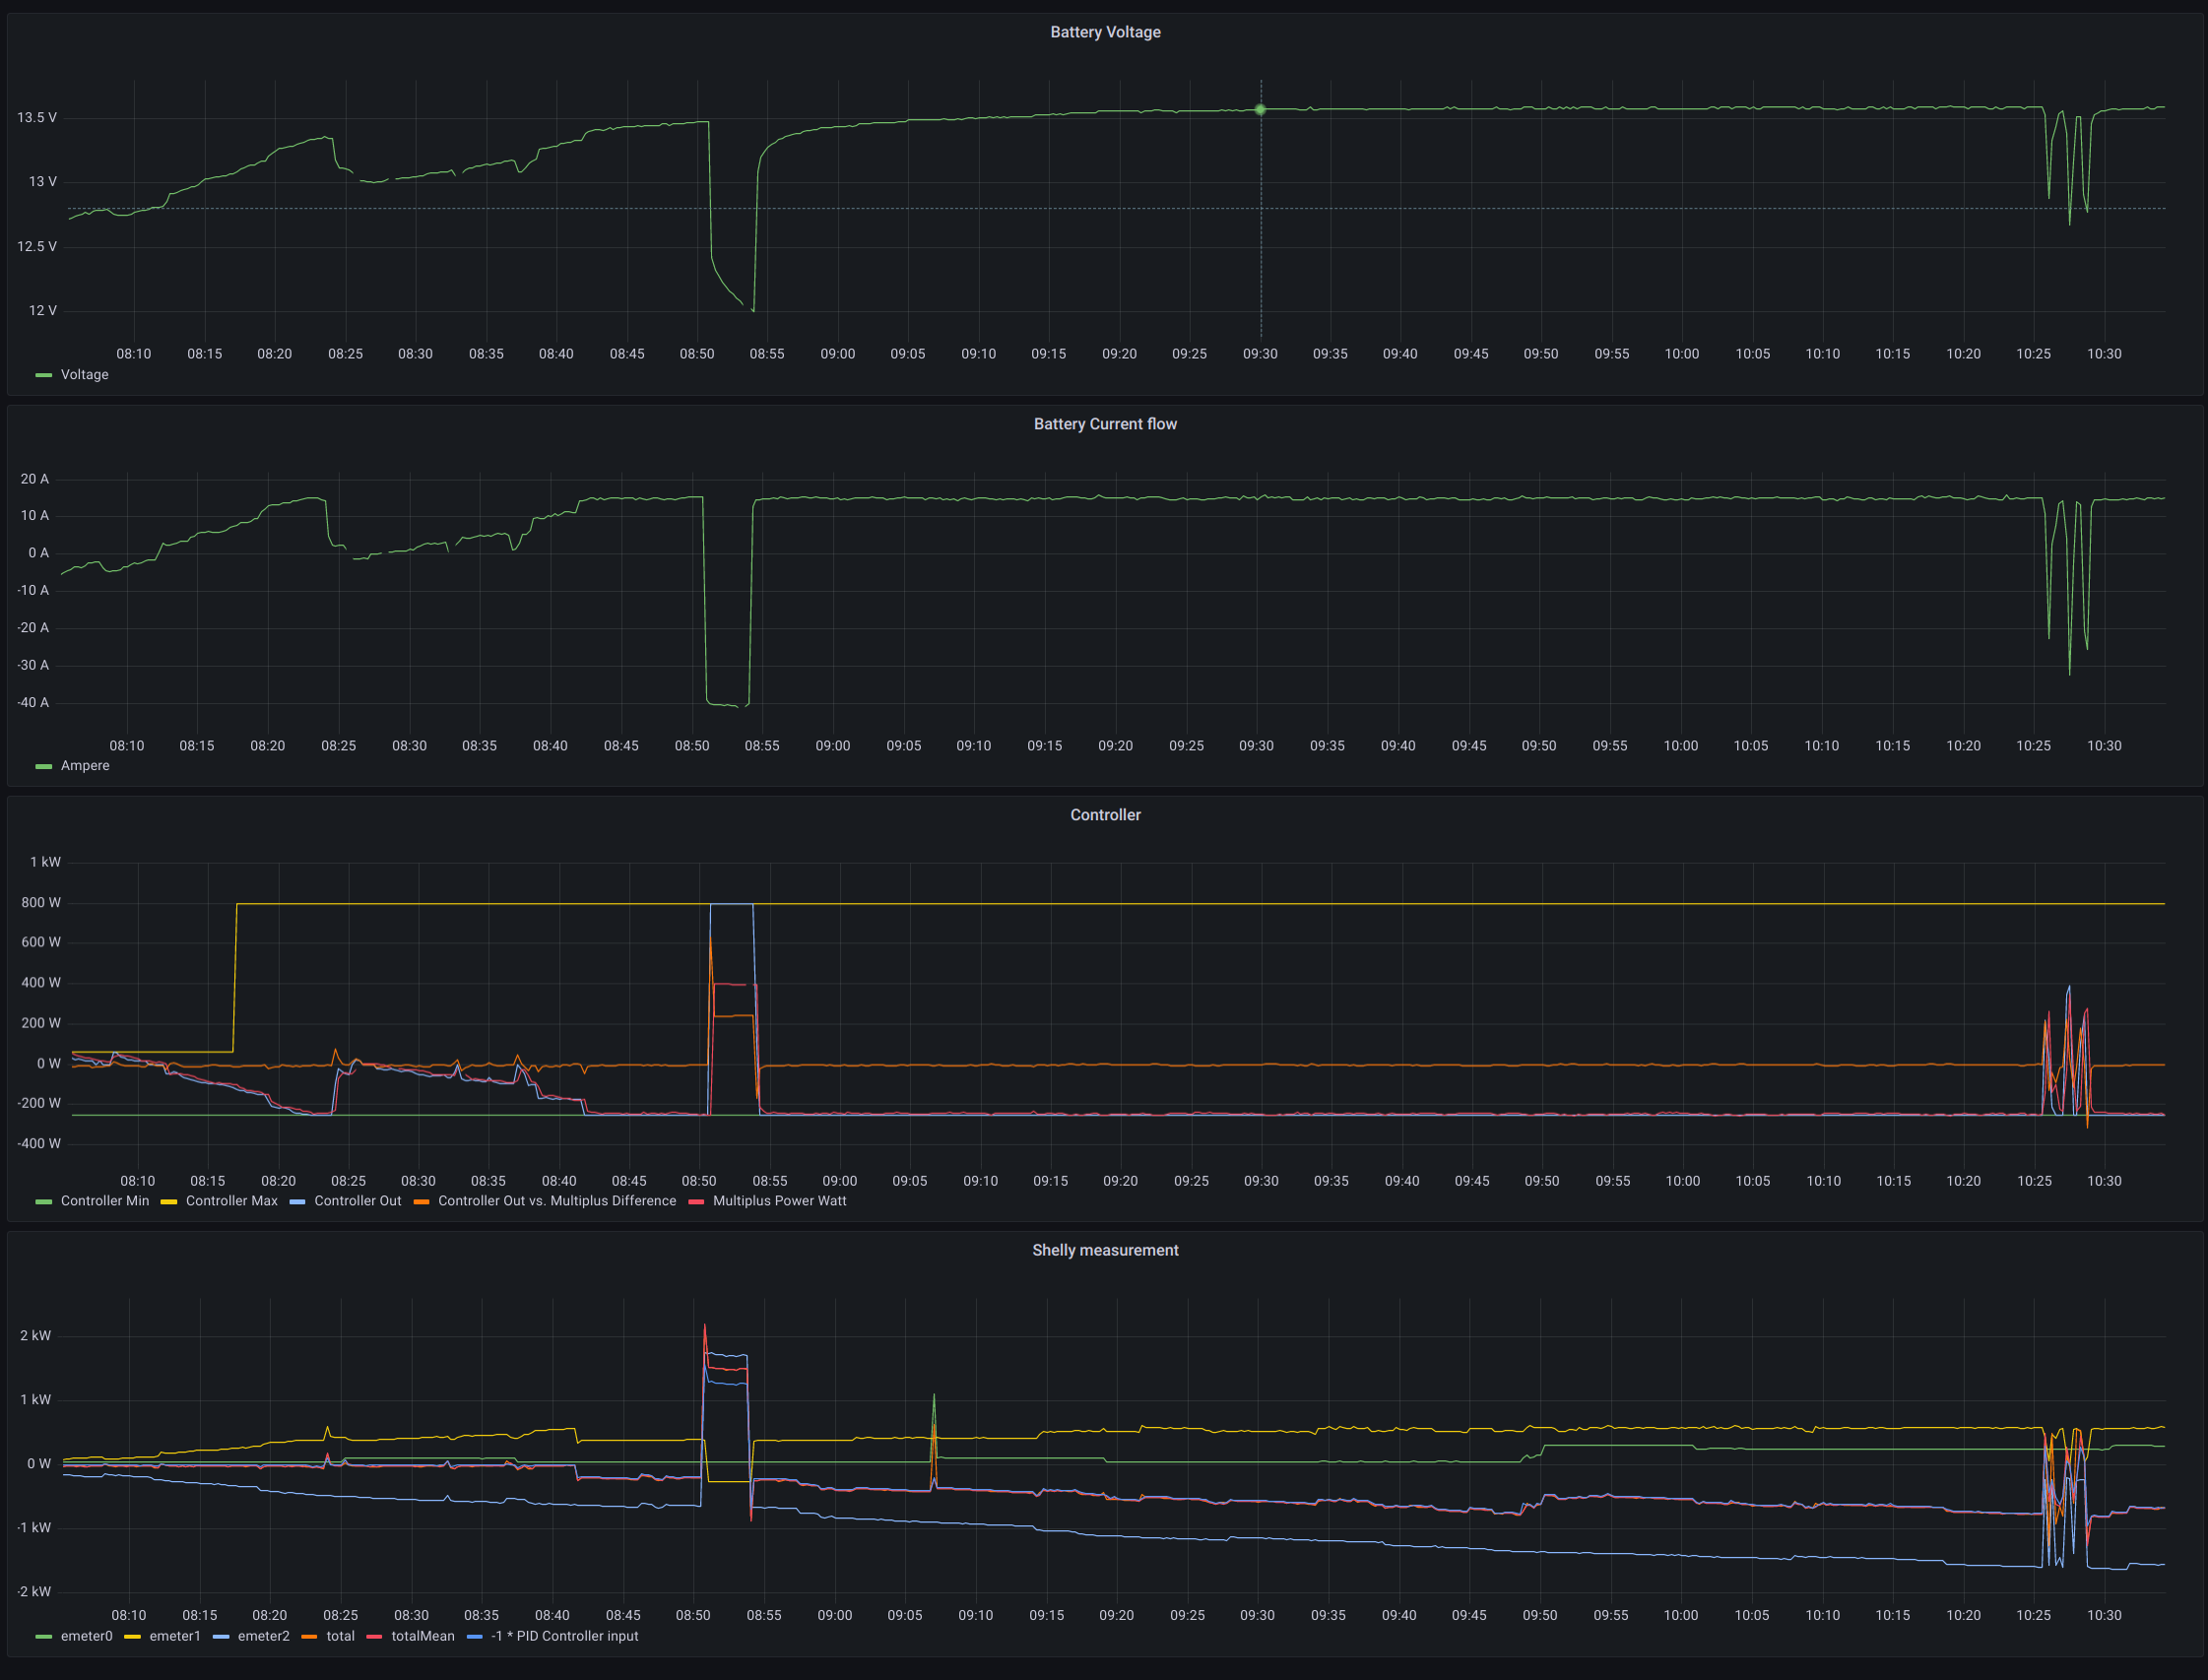 Battery Voltage
13.5 V
13 V
12.5 V
12 V
08:10 08:15 08:20 08:25 08:30 08:35 08:40 08:45 08:50 08:55 09:00 09:05 09:10 09:15 09:20 09:25 09:30 09:35 09:40 09:45 09:50 09:55 10:00 10:05 10:10 10:15 10:20 10:25 10:30
Voltage
Battery Current flow
20 A
10 A
0 A
-10 A
-20 A
-30 A
-40 A
08:10 08:15 08:20 08:25 08:30 08:35 08:40 08:45 08:50 08:55 09:00 09:05 09:10 09:15 09:20 09:25 09:30 09:35 09:40 09:45 09:50 09:55 10:00 10:05 10:10 10:15 10:20 10:25 10:30
Ampere
Controller
1 kW
800 W
600 W
400 W
200 W
0 W
-200 W
-400 W
08:10 08:15 08:20 08:25 08:30 08:35 08:40 08:45 08:50 08:55 09:00 09:05 09:10 09:15 09:20 09:25 09:30 09:35 09:40 09:45 09:50 09:55 10:00 10:05 10:10 10:15 10:20 10:25 10:30
Controller Min Controller Max Controller Out Controller Out vs. Multiplus Difference Multiplus Power Watt
Shelly measurement
2 kW
1 kW
0 W
-1 kW
-2 kW
08:10 08:15 08:20 08:25 08:30 08:35 08:40 08:45 08:50 08:55 09:00 09:05 09:10 09:15 09:20 09:25 09:30 09:35 09:40 09:45 09:50 09:55 10:00 10:05 10:10 10:15 10:20 10:25 10:30
emeter0 emeter1 emeter2 total totalMean -1 * PID Controller input